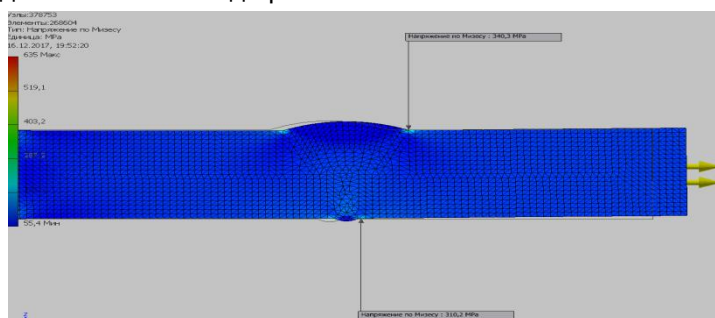 Узлы:378753
Элементы:268604
Тип: Напряжение по Мизесу
Единица: MPa
16.12.2017, 19:52:20
635 Макс
519,1
403,2
55,4 Мин
Напряжение по Мизесу : 340,3 MPa
Напряжение по Мизесу : 310,2 MPa
z